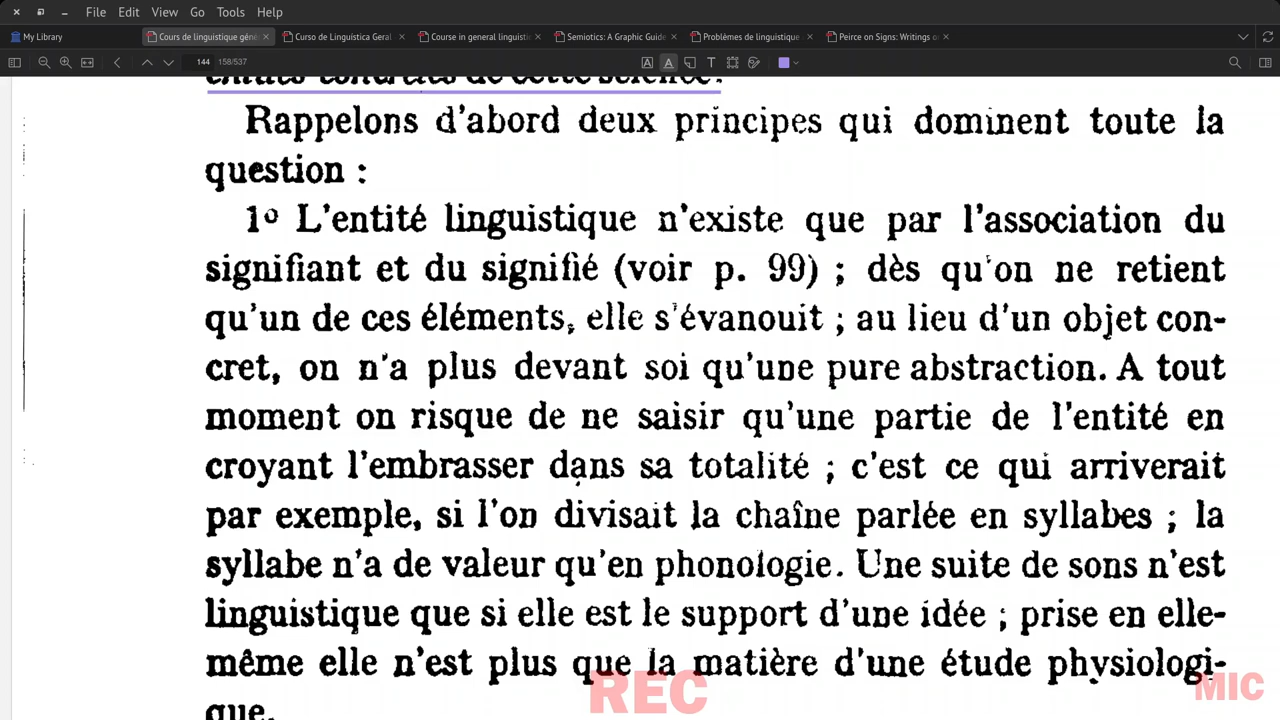 File Edit View Go Tools Help
My Library Cours de linguistique géné Curso de Linguística Geral Course in general linguisti Semiotics: A Graphic Guide Problèmes de linguistique Peirce on Signs: Writings o
144 158/537
entités concrètes de cette science.
Rappelons d'abord deux principes qui dominent toute la
question :
1º L'entité linguistique n'existe que par l'association du
signifiant et du signifié (voir p. 99) ; dès qu'on ne retient
qu'un de ces éléments, elle s'évanouit ; au lieu d'un objet con-
cret, on n'a plus devant soi qu'une pure abstraction. A tout
moment on risque de ne saisir qu'une partie de l'entité en
croyant l'embrasser dans sa totalité ; c'est ce qui arriverait
par exemple, si l'on divisait la chaîne parlée en syllabes ; la
syllabe n'a de valeur qu'en phonologie. Une suite de sons n'est
linguistique que si elle est le support d'une idée ; prise en elle-
même elle n'est plus que la matière d'une étude physiologi-
que.
REC
MIC